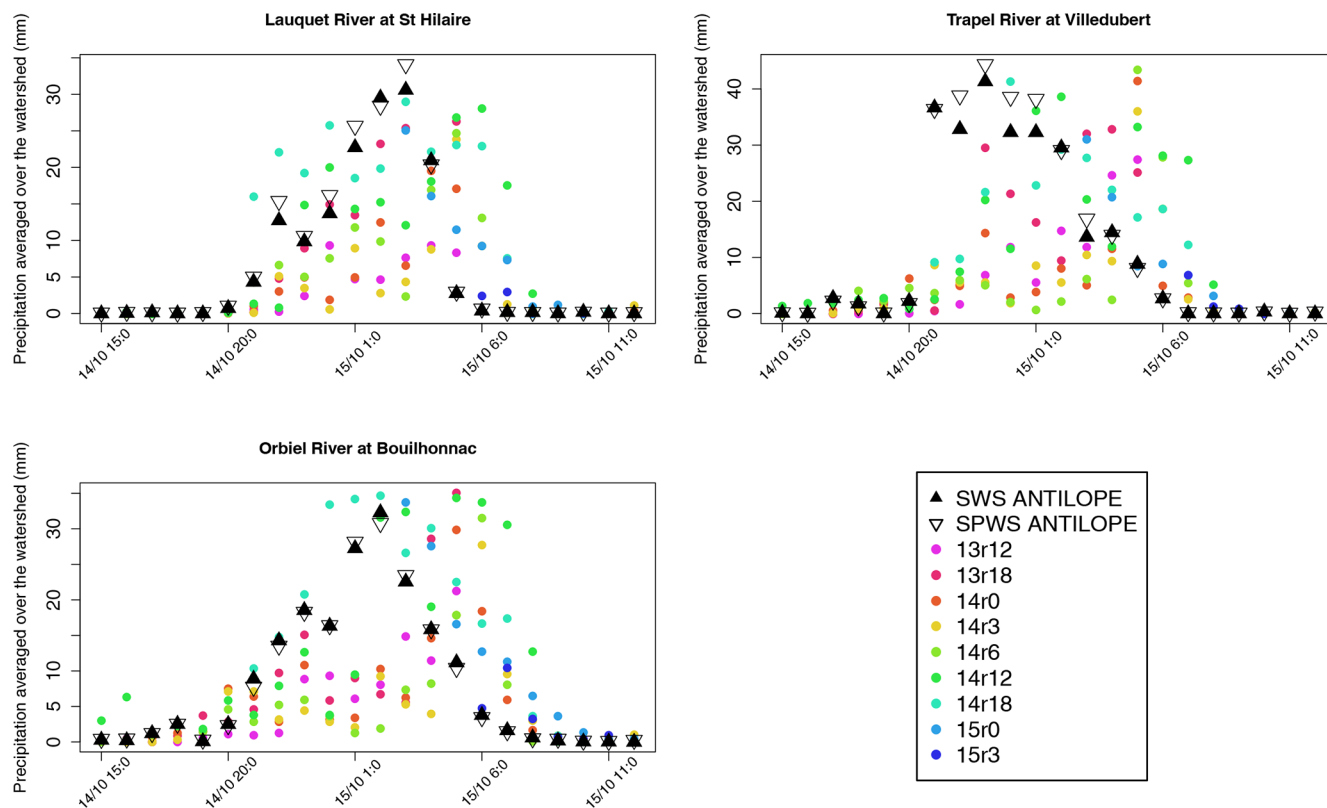 Lauquet River at St Hilaire
Precipitation averaged over the watershed (mm)
30
20
10
5
0
14/10 15:0
14/10 20:0
15/10 1:0
15/10 6:0
15/10 11:0
Trapel River at Villedubert
Precipitation averaged over the watershed (mm)
40
30
20
10
0
14/10 15:0
14/10 20:0
15/10 1:0
15/10 6:0
15/10 11:0
Orbiel River at Bouilhonnac
Precipitation averaged over the watershed (mm)
30
20
10
5
0
14/10 15:0
14/10 20:0
15/10 1:0
15/10 6:0
15/10 11:0
SWS ANTILOPE
SPWS ANTILOPE
13r12
13r18
14r0
14r3
14r6
14r12
14r18
15r0
15r3